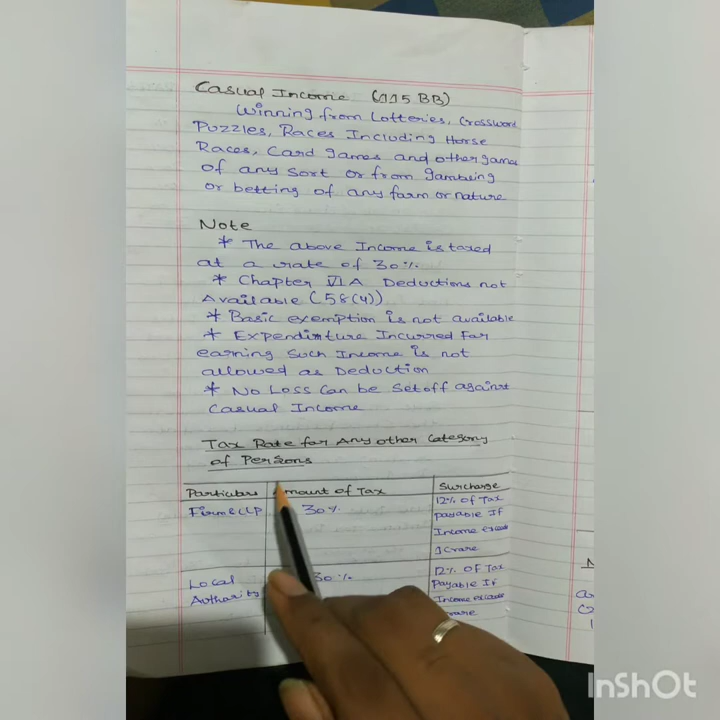 Casual Income (115 BB)
Winning from Lotteries, Crossword
Puzzles, Races Including Horse
Races, Card games and other games
of any sort or from gambling
or betting of any form or nature
Note
* The above Income is taxed
at a rate of 30%
* Chapter VI A Deductions not
Available (58(4))
* Basic exemption is not available
* Expenditure Incurred For
earning Such Income is not
allowed as Deduction
* No Loss Can be Setoff against
Casual Income
Tax Rate for Any other Category
of Persons
Particulars Amount of Tax Surcharge
Firm & LLP 30% 12% of Tax
payable If
Income exceeds
1 Crore
Local 30% 12% OF Tax
Authority Payable If
Income exceeds
Crore
InShOt